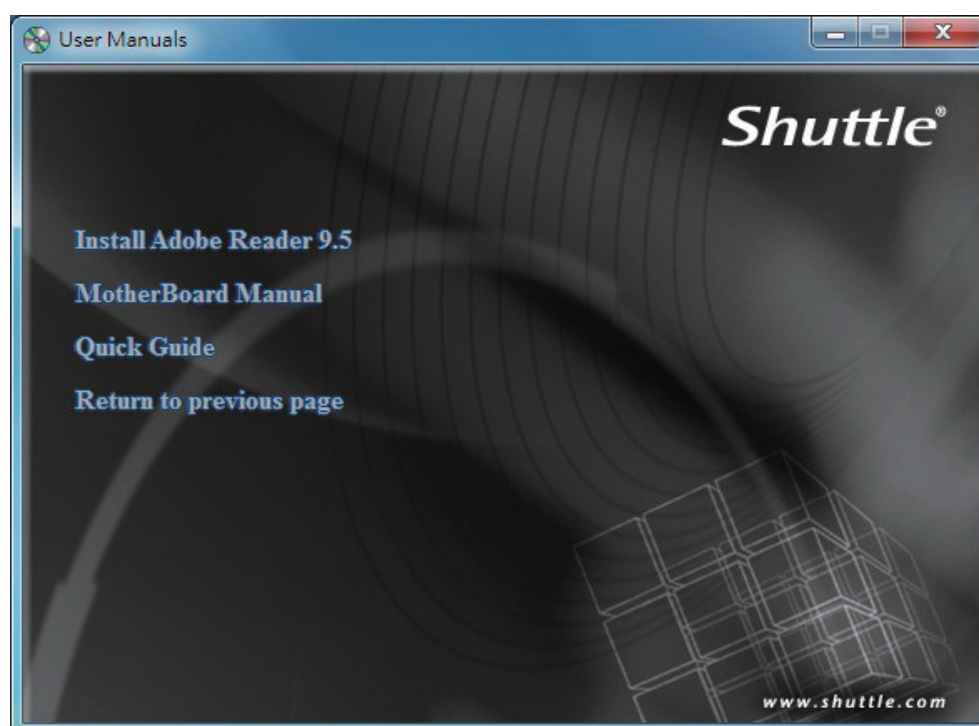 User Manuals
Shuttle®
Install Adobe Reader 9.5
MotherBoard Manual
Quick Guide
Return to previous page
www.shuttle.com